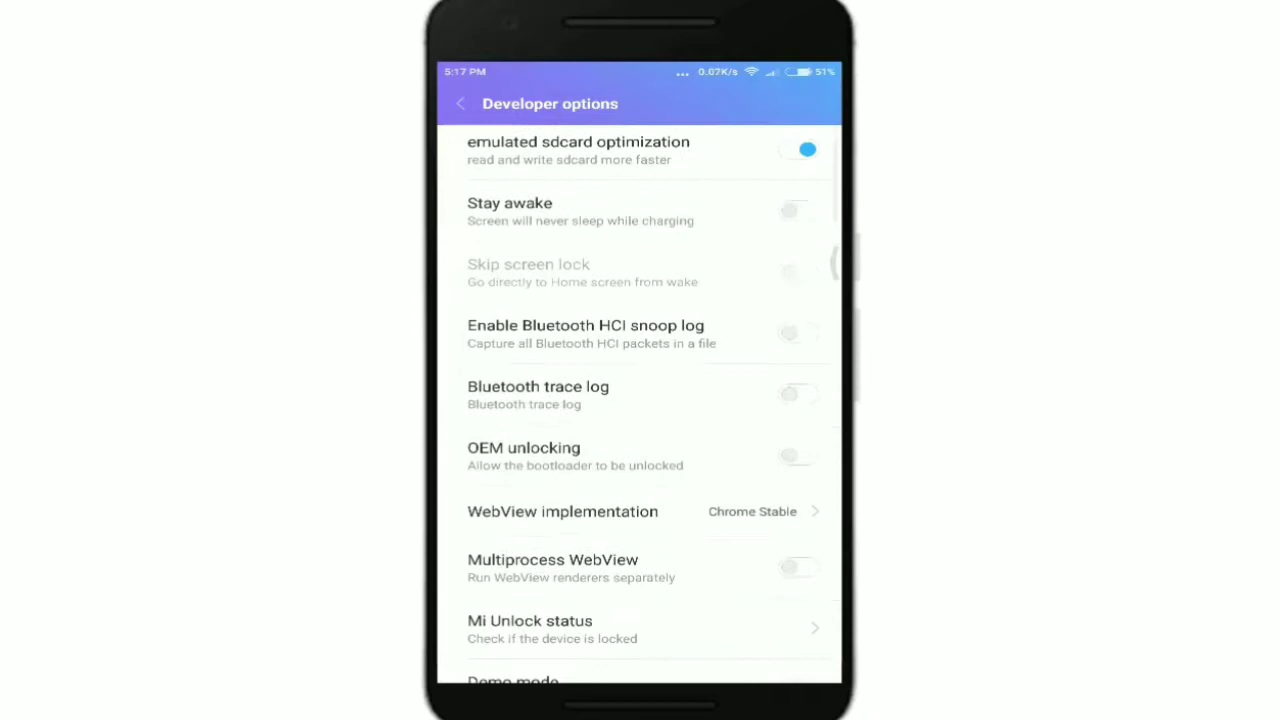 5:17 PM ... 0.07K/s 51%
Developer options
emulated sdcard optimization
read and write sdcard more faster
Stay awake
Screen will never sleep while charging
Skip screen lock
Go directly to Home screen from wake
Enable Bluetooth HCI snoop log
Capture all Bluetooth HCI packets in a file
Bluetooth trace log
Bluetooth trace log
OEM unlocking
Allow the bootloader to be unlocked
WebView implementation Chrome Stable
Multiprocess WebView
Run WebView renderers separately
Mi Unlock status
Check if the device is locked
Demo mode